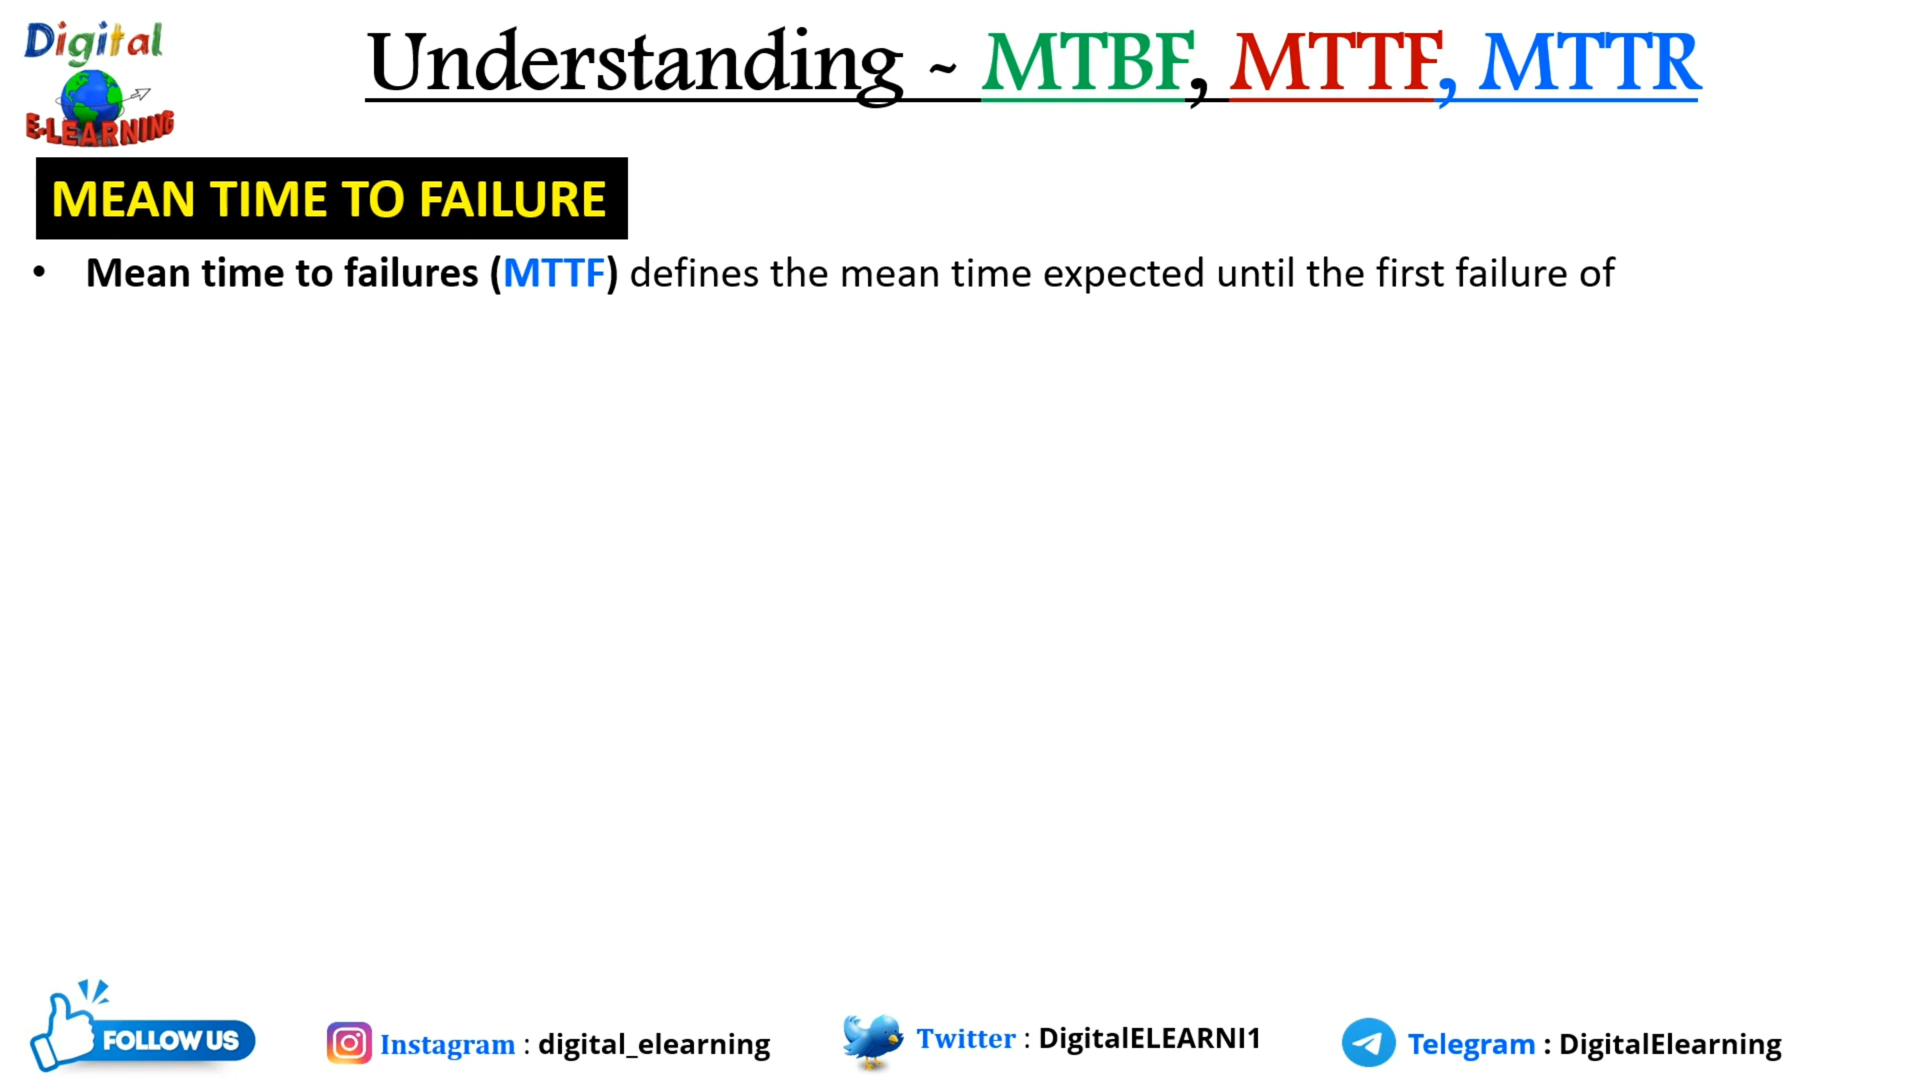 Digital
E-LEARNING
Understanding ~ MTBF, MTTF, MTTR
MEAN TIME TO FAILURE
• Mean time to failures (MTTF) defines the mean time expected until the first failure of
FOLLOW US
Instagram : digital_elearning
Twitter : DigitalELEARNI1
Telegram : DigitalElearning